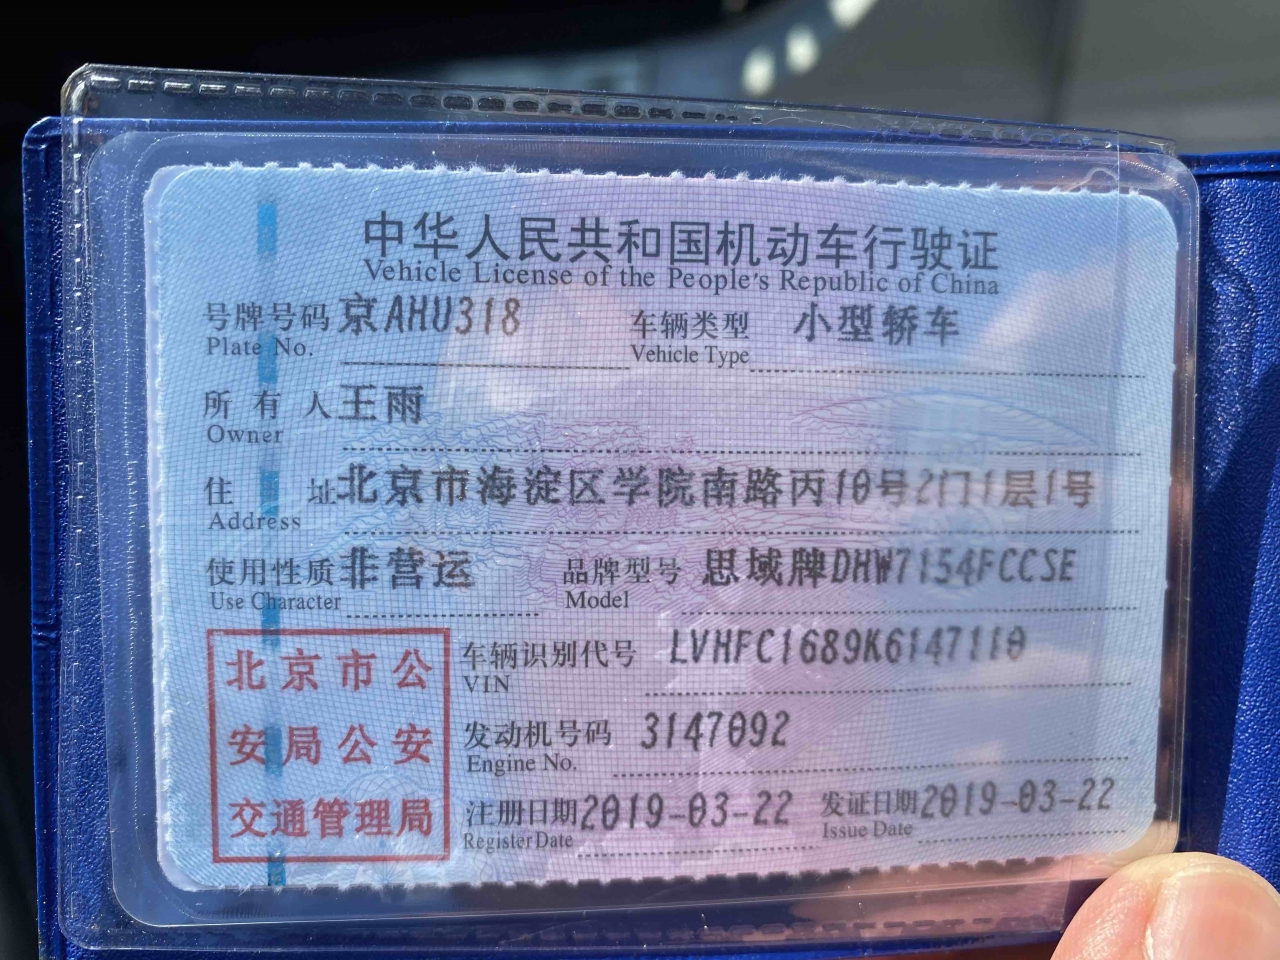 中华人民共和国机动车行驶证
Vehicle License of the People's Republic of China
号牌号码 京AHU318 车辆类型 小型轿车
Plate No. Vehicle Type
所有人 王雨
Owner
住址 北京市海淀区学院南路丙10号2门1层1号
Address
使用性质 非营运 品牌型号 思域牌DHW7154FCCSE
Use Character Model
北京市公
安局公安
交通管理局
车辆识别代号 LVHFC1689K6147110
VIN
发动机号码 3147092
Engine No.
注册日期 2019-03-22 发证日期 2019-03-22
Register Date Issue Date